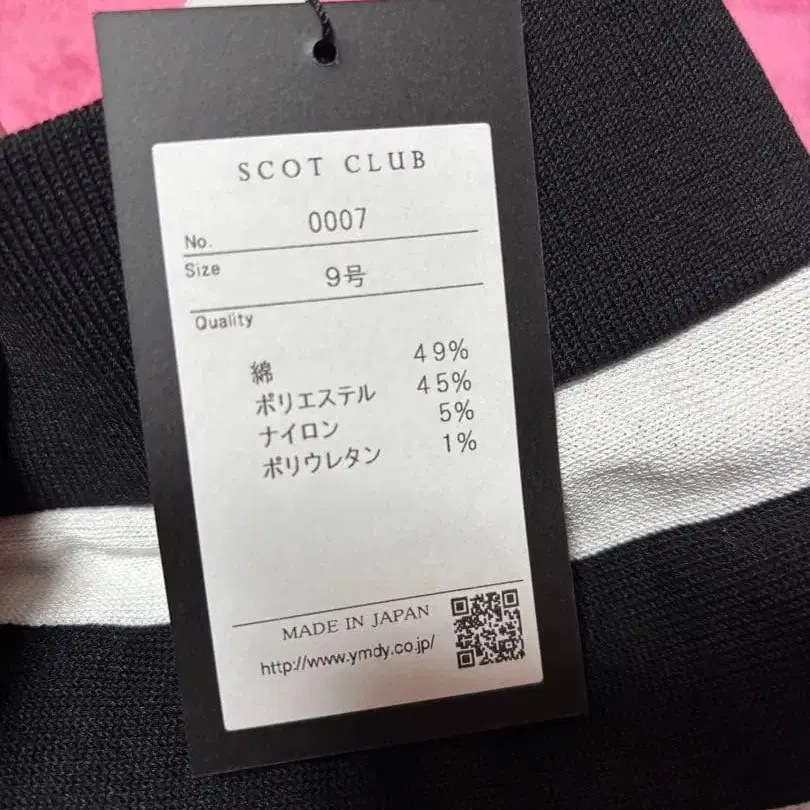 SCOT CLUB
No. 0007
Size 9号
Quality
綿 49%
ポリエステル 45%
ナイロン 5%
ポリウレタン 1%
MADE IN JAPAN
http://www.ymdy.co.jp/